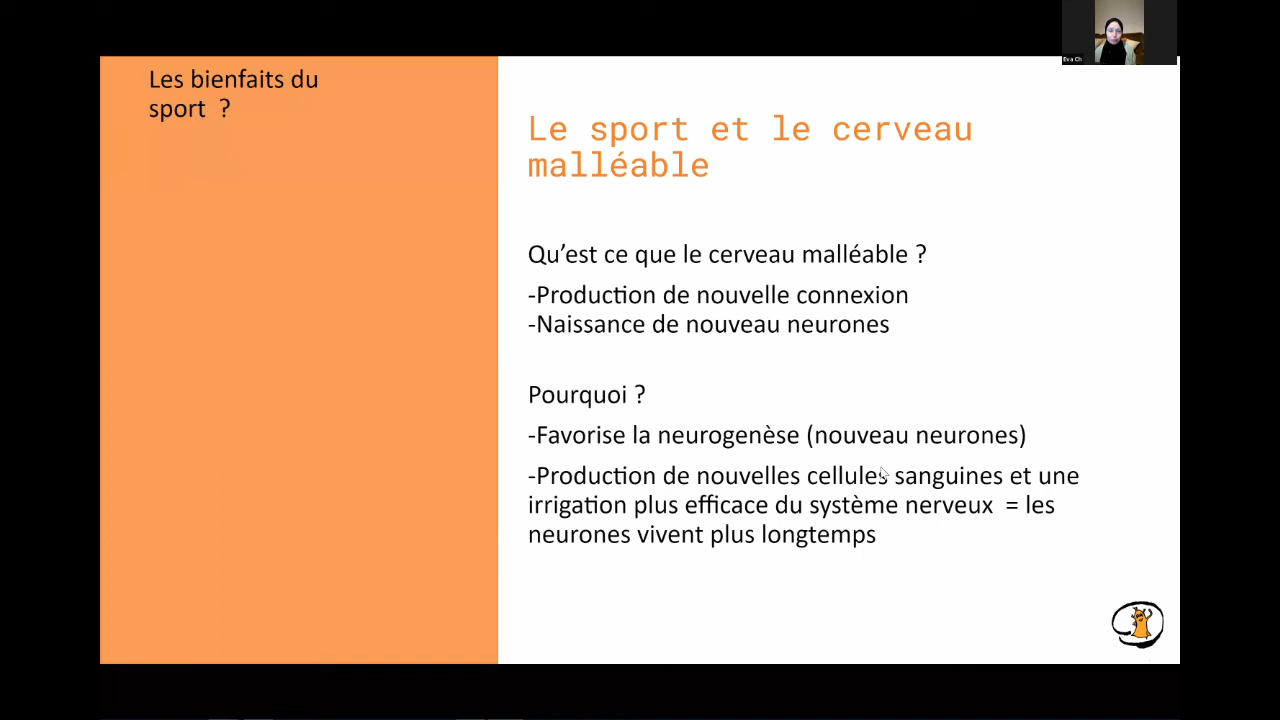 Eva Ch
Les bienfaits du
sport ?
Le sport et le cerveau
malléable
Qu’est ce que le cerveau malléable ?
-Production de nouvelle connexion
-Naissance de nouveau neurones
Pourquoi ?
-Favorise la neurogenèse (nouveau neurones)
-Production de nouvelles cellules sanguines et une
irrigation plus efficace du système nerveux = les
neurones vivent plus longtemps